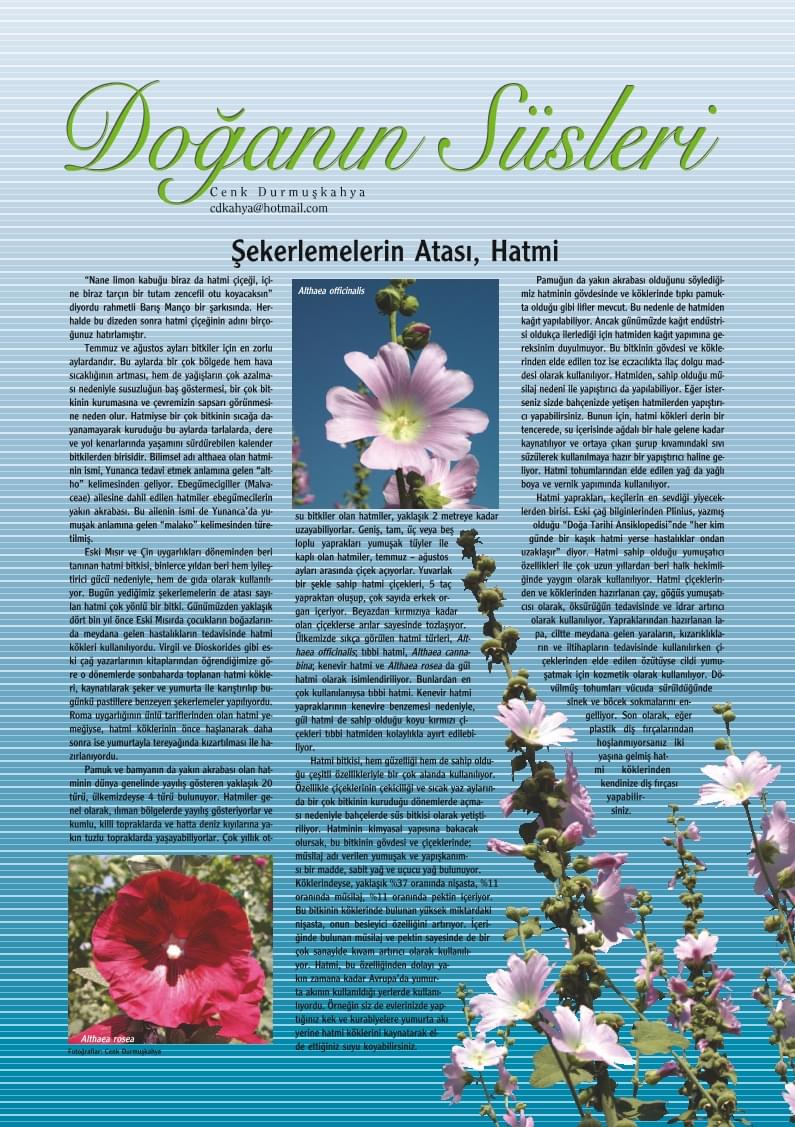 Doğanın Süsleri
Cenk Durmuşkahya
cdkahya@hotmail.com
Şekerlemelerin Atası, Hatmi
“Nane limon kabuğu biraz da hatmi çiçeği, içi-
ne biraz tarçın bir tutam zencefil otu koyacaksın”
diyordu rahmetli Barış Manço bir şarkısında. Her-
halde bu dizeden sonra hatmi çiçeğinin adını birço-
ğunuz hatırlamıştır.
Temmuz ve ağustos ayları bitkiler için en zorlu
aylardandır. Bu aylarda bir çok bölgede hem hava
sıcaklığının artması, hem de yağışların çok azalma-
sı nedeniyle susuzluğun baş göstermesi, bir çok bit-
kinin kurumasına ve çevremizin sapsarı görünmesi-
ne neden olur. Hatmiyse bir çok bitkinin sıcağa da-
yanamayarak kuruduğu bu aylarda tarlalarda, dere
ve yol kenarlarında yaşamını sürdürebilen kalender
bitkilerden birisidir. Bilimsel adı althaea olan hatmi-
nin ismi, Yunanca tedavi etmek anlamına gelen “alt-
ho” kelimesinden geliyor. Ebegümecigiller (Malva-
ceae) ailesine dahil edilen hatmiler ebegümecilerin
yakın akrabası. Bu ailenin ismi de Yunanca’da yu-
muşak anlamına gelen “malako” kelimesinden türe-
tilmiş.
Eski Mısır ve Çin uygarlıkları döneminden beri
tanınan hatmi bitkisi, binlerce yıldan beri hem iyileş-
tirici gücü nedeniyle, hem de gıda olarak kullanılı-
yor. Bugün yediğimiz şekerlemelerin de atası sayı-
lan hatmi çok yönlü bir bitki. Günümüzden yaklaşık
dört bin yıl önce Eski Mısırda çocukların boğazların-
da meydana gelen hastalıkların tedavisinde hatmi
kökleri kullanılıyordu. Virgil ve Dioskorides gibi es-
ki çağ yazarlarının kitaplarından öğrendiğimize gö-
re o dönemlerde sonbaharda toplanan hatmi kökle-
ri, kaynatılarak şeker ve yumurta ile karıştırılıp bu-
günkü pastillere benzeyen şekerlemeler yapılıyordu.
Roma uygarlığının ünlü tariflerinden olan hatmi ye-
meğiyse, hatmi köklerinin önce haşlanarak daha
sonra ise yumurtayla tereyağında kızartılması ile ha-
zırlanıyordu.
Pamuk ve bamyanın da yakın akrabası olan hat-
minin dünya genelinde yayılış gösteren yaklaşık 20
türü, ülkemizdeyse 4 türü bulunuyor. Hatmiler ge-
nel olarak, ılıman bölgelerde yayılış gösteriyorlar ve
kumlu, killi topraklarda ve hatta deniz kıyılarına ya-
kın tuzlu topraklarda yaşayabiliyorlar. Çok yıllık ot-
Althaea rosea
Fotoğraflar: Cenk Durmuşkahya
Althaea officinalis
su bitkiler olan hatmiler, yaklaşık 2 metreye kadar
uzayabiliyorlar. Geniş, tam, üç veya beş
loplu yaprakları yumuşak tüyler ile
kaplı olan hatmiler, temmuz – ağustos
ayları arasında çiçek açıyorlar. Yuvarlak
bir şekle sahip hatmi çiçekleri, 5 taç
yapraktan oluşup, çok sayıda erkek or-
gan içeriyor. Beyazdan kırmızıya kadar
olan çiçeklerse arılar sayesinde tozlaşıyor.
Ülkemizde sıkça görülen hatmi türleri, Alt-
haea officinalis; tıbbi hatmi, Althaea canna-
bina; kenevir hatmi ve Althaea rosea da gül
hatmi olarak isimlendiriliyor. Bunlardan en
çok kullanılanıysa tıbbi hatmi. Kenevir hatmi
yapraklarının kenevire benzemesi nedeniyle,
gül hatmi de sahip olduğu koyu kırmızı çi-
çekleri tıbbi hatmiden kolaylıkla ayırt edilebi-
liyor.
Hatmi bitkisi, hem güzelliği hem de sahip oldu-
ğu çeşitli özellikleriyle bir çok alanda kullanılıyor.
Özellikle çiçeklerinin çekiciliği ve sıcak yaz ayların-
da bir çok bitkinin kuruduğu dönemlerde açma-
sı nedeniyle bahçelerde süs bitkisi olarak yetişti-
riliyor. Hatminin kimyasal yapısına bakacak
olursak, bu bitkinin gövdesi ve çiçeklerinde;
müsilaj adı verilen yumuşak ve yapışkanım-
sı bir madde, sabit yağ ve uçucu yağ bulunuyor.
Köklerindeyse, yaklaşık %37 oranında nişasta, %11
oranında müsilaj, %11 oranında pektin içeriyor.
Bu bitkinin köklerinde bulunan yüksek miktardaki
nişasta, onun besleyici özelliğini artırıyor. İçeri-
ğinde bulunan müsilaj ve pektin sayesinde de bir
çok sanayide kıvam artırıcı olarak kullanılı-
yor. Hatmi, bu özelliğinden dolayı ya-
kın zamana kadar Avrupa’da yumur-
ta akının kullanıldığı yerlerde kullanı-
lıyordu. Örneğin siz de evlerinizde yap-
tığınız kek ve kurabiyelere yumurta akı
yerine hatmi köklerini kaynatarak el-
de ettiğiniz suyu koyabilirsiniz.
Pamuğun da yakın akrabası olduğunu söylediği-
miz hatminin gövdesinde ve köklerinde tıpkı pamuk-
ta olduğu gibi lifler mevcut. Bu nedenle de hatmiden
kağıt yapılabiliyor. Ancak günümüzde kağıt endüstri-
si oldukça ilerlediği için hatmiden kağıt yapımına ge-
reksinim duyulmuyor. Bu bitkinin gövdesi ve kökle-
rinden elde edilen toz ise eczacılıkta ilaç dolgu mad-
desi olarak kullanılıyor. Hatmiden, sahip olduğu mü-
silaj nedeni ile yapıştırıcı da yapılabiliyor. Eğer ister-
seniz sizde bahçenizde yetişen hatmilerden yapıştırı-
cı yapabilirsiniz. Bunun için, hatmi kökleri derin bir
tencerede, su içerisinde ağdalı bir hale gelene kadar
kaynatılıyor ve ortaya çıkan şurup kıvamındaki sıvı
süzülerek kullanılmaya hazır bir yapıştırıcı haline ge-
liyor. Hatmi tohumlarından elde edilen yağ da yağlı
boya ve vernik yapımında kullanılıyor.
Hatmi yaprakları, keçilerin en sevdiği yiyecek-
lerden birisi. Eski çağ bilginlerinden Plinius, yazmış
olduğu “Doğa Tarihi Ansiklopedisi”nde “her kim
günde bir kaşık hatmi yerse hastalıklar ondan
uzaklaşır” diyor. Hatmi sahip olduğu yumuşatıcı
özellikleri ile çok uzun yıllardan beri halk hekimli-
ğinde yaygın olarak kullanılıyor. Hatmi çiçeklerin-
den ve köklerinden hazırlanan çay, göğüs yumuşatı-
cısı olarak, öksürüğün tedavisinde ve idrar artırıcı
olarak kullanılıyor. Yapraklarından hazırlanan la-
pa, ciltte meydana gelen yaraların, kızarıklıkla-
rın ve iltihapların tedavisinde kullanılırken çi-
çeklerinden elde edilen özütüyse cildi yumu-
şatmak için kozmetik olarak kullanılıyor. Dö-
vülmüş tohumları vücuda sürüldüğünde
sinek ve böcek sokmalarını en-
gelliyor. Son olarak, eğer
plastik diş fırçalarından
hoşlanmıyorsanız iki
yaşına gelmiş hat-
mi köklerinden
kendinize diş fırçası
yapabilir-
siniz.